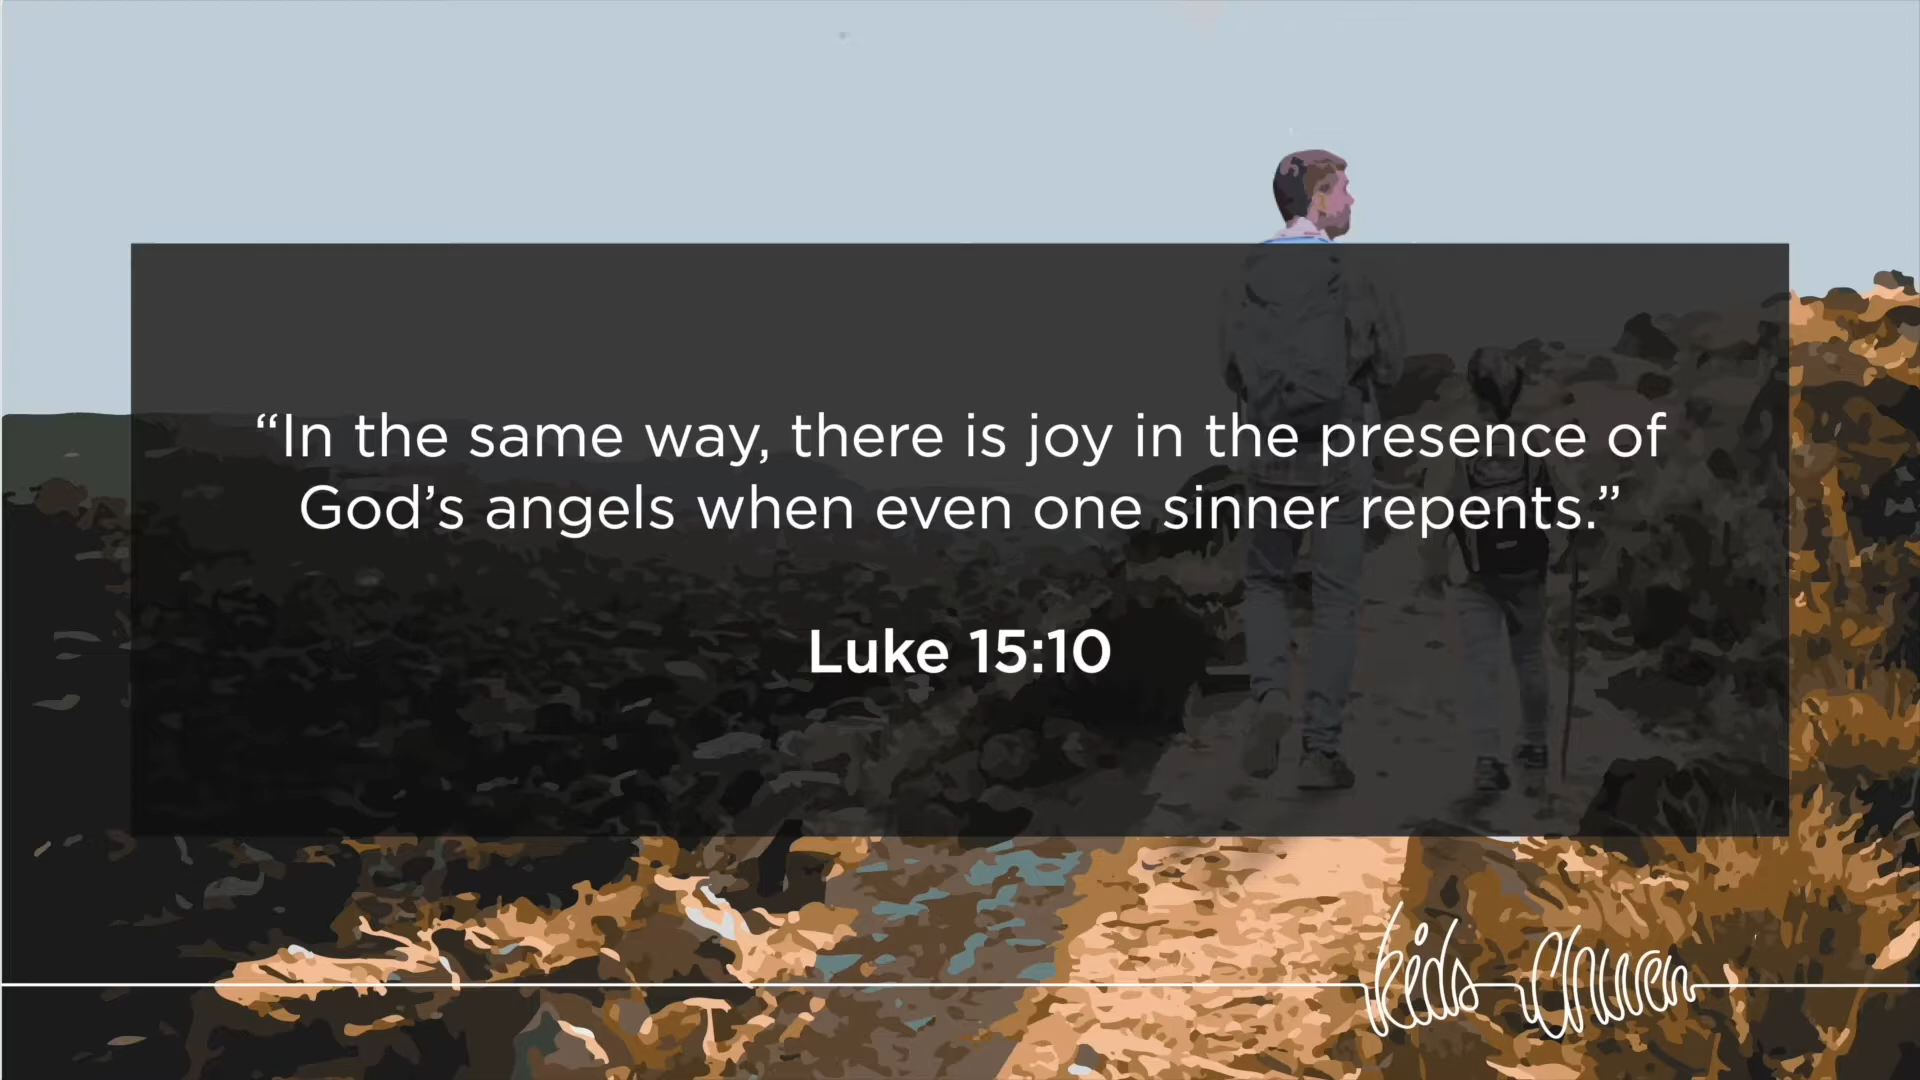 “In the same way, there is joy in the presence of
God’s angels when even one sinner repents.”
Luke 15:10
kids Church